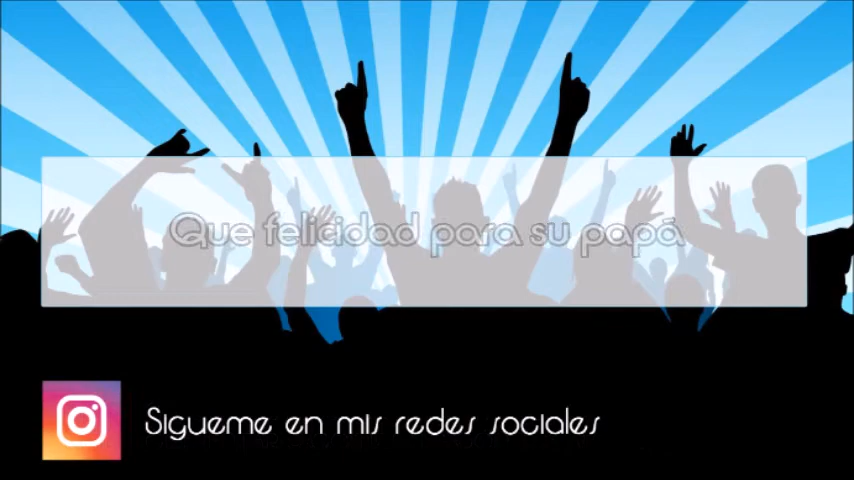 Que felicidad para su papá
Sigueme en mis redes sociales